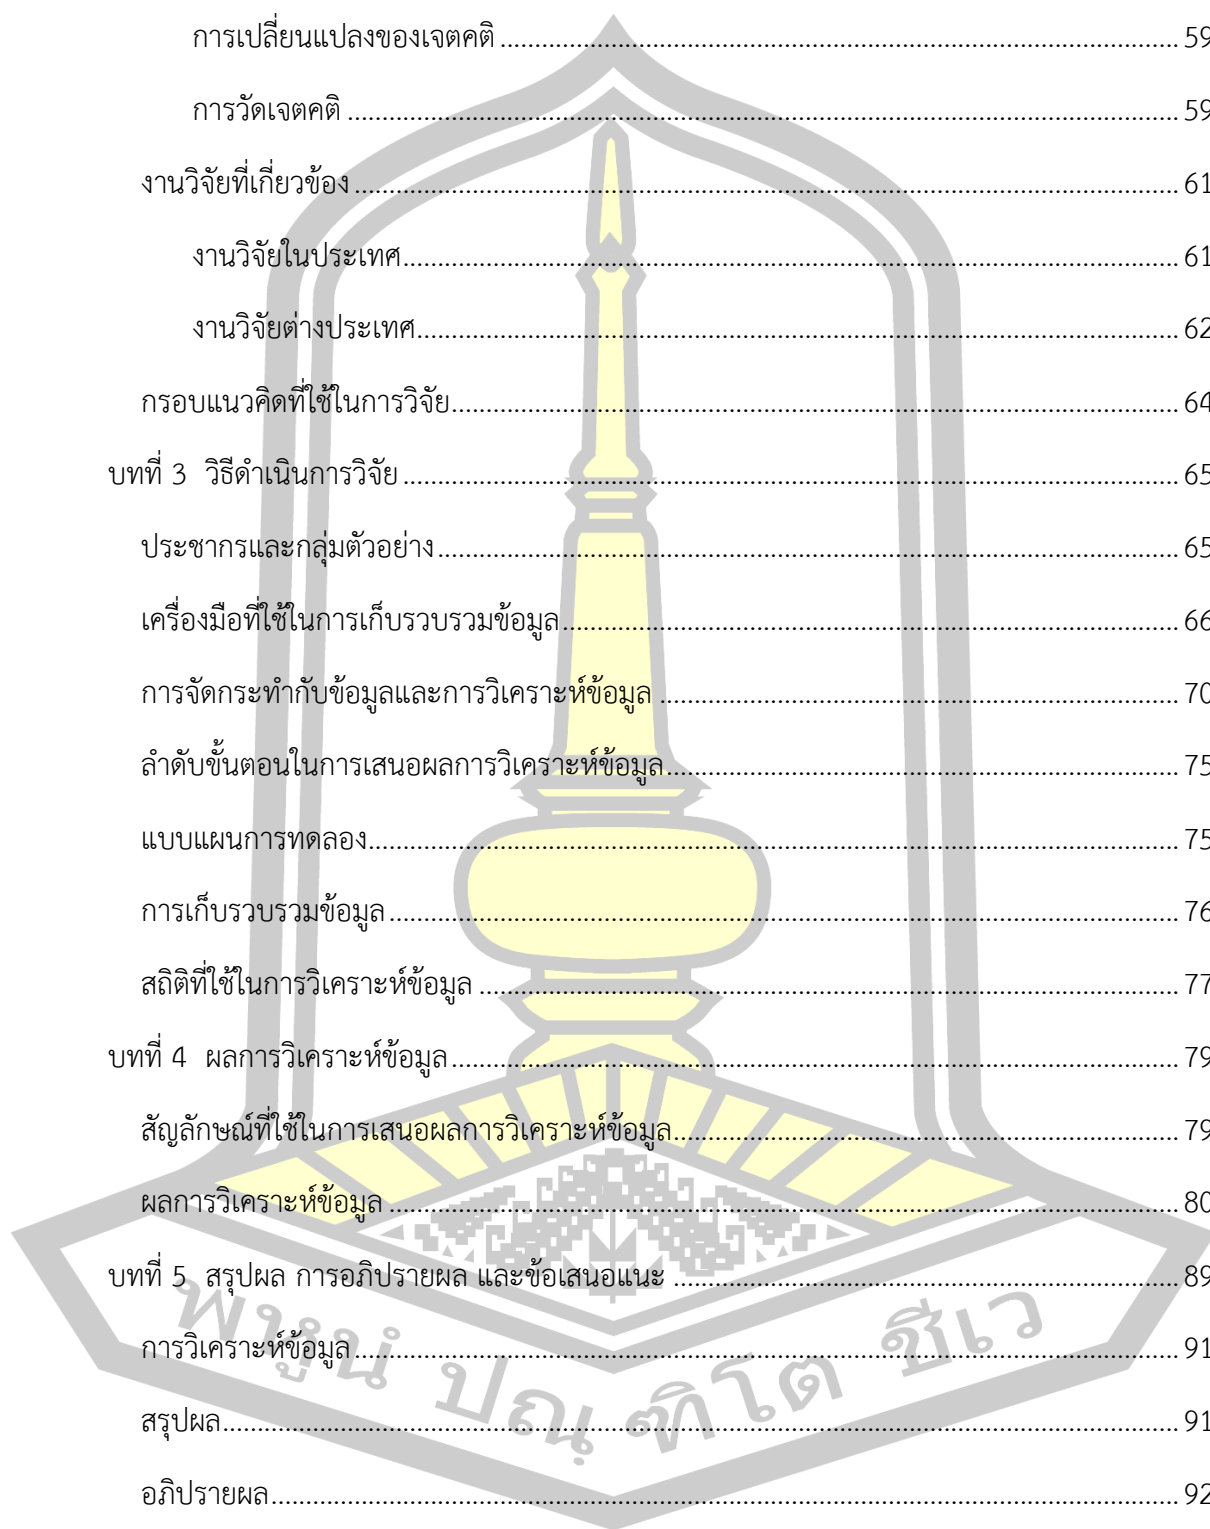 การเปลี่ยนแปลงของเจตคติ ........................................ 59
การวัดเจตคติ ........................................ 59
งานวิจัยที่เกี่ยวข้อง ........................................ 61
งานวิจัยในประเทศ ........................................ 61
งานวิจัยต่างประเทศ ........................................ 62
กรอบแนวคิดที่ใช้ในการวิจัย ........................................ 64
บทที่ 3 วิธีดำเนินการวิจัย ........................................ 65
ประชากรและกลุ่มตัวอย่าง ........................................ 65
เครื่องมือที่ใช้ในการเก็บรวบรวมข้อมูล ........................................ 66
การจัดกระทำกับข้อมูลและการวิเคราะห์ข้อมูล ........................................ 70
ลำดับขั้นตอนในการเสนอผลการวิเคราะห์ข้อมูล ........................................ 75
แบบแผนการทดลอง ........................................ 75
การเก็บรวบรวมข้อมูล ........................................ 76
สถิติที่ใช้ในการวิเคราะห์ข้อมูล ........................................ 77
บทที่ 4 ผลการวิเคราะห์ข้อมูล ........................................ 79
สัญลักษณ์ที่ใช้ในการเสนอผลการวิเคราะห์ข้อมูล ........................................ 79
ผลการวิเคราะห์ข้อมูล ........................................ 80
บทที่ 5 สรุปผล การอภิปรายผล และข้อเสนอแนะ ........................................ 89
การวิเคราะห์ข้อมูล ........................................ 91
สรุปผล ........................................ 91
อภิปรายผล ........................................ 92
พหูนํ ปณฺฑิโต ชีเว